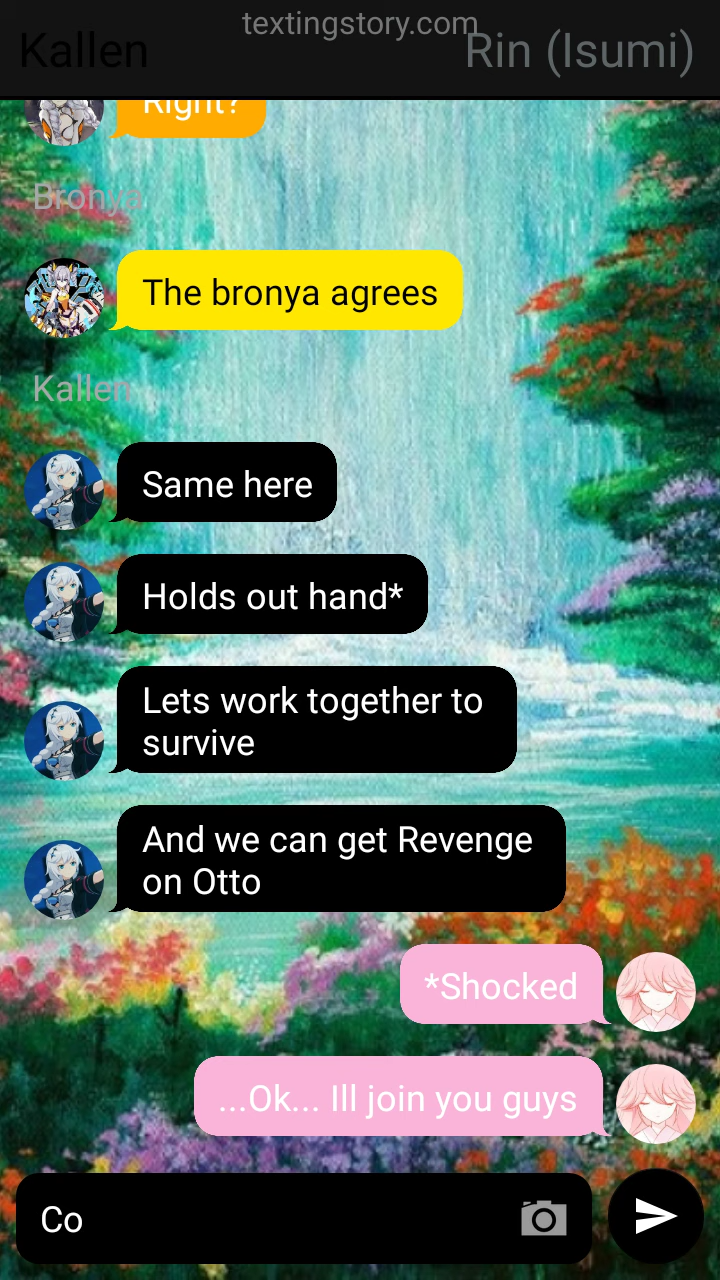 textingstory.com
Kallen
Rin (Isumi)
Right?
Bronya
The bronya agrees
Kallen
Same here
Holds out hand*
Lets work together to
survive
And we can get Revenge
on Otto
*Shocked
...Ok... Ill join you guys
Co